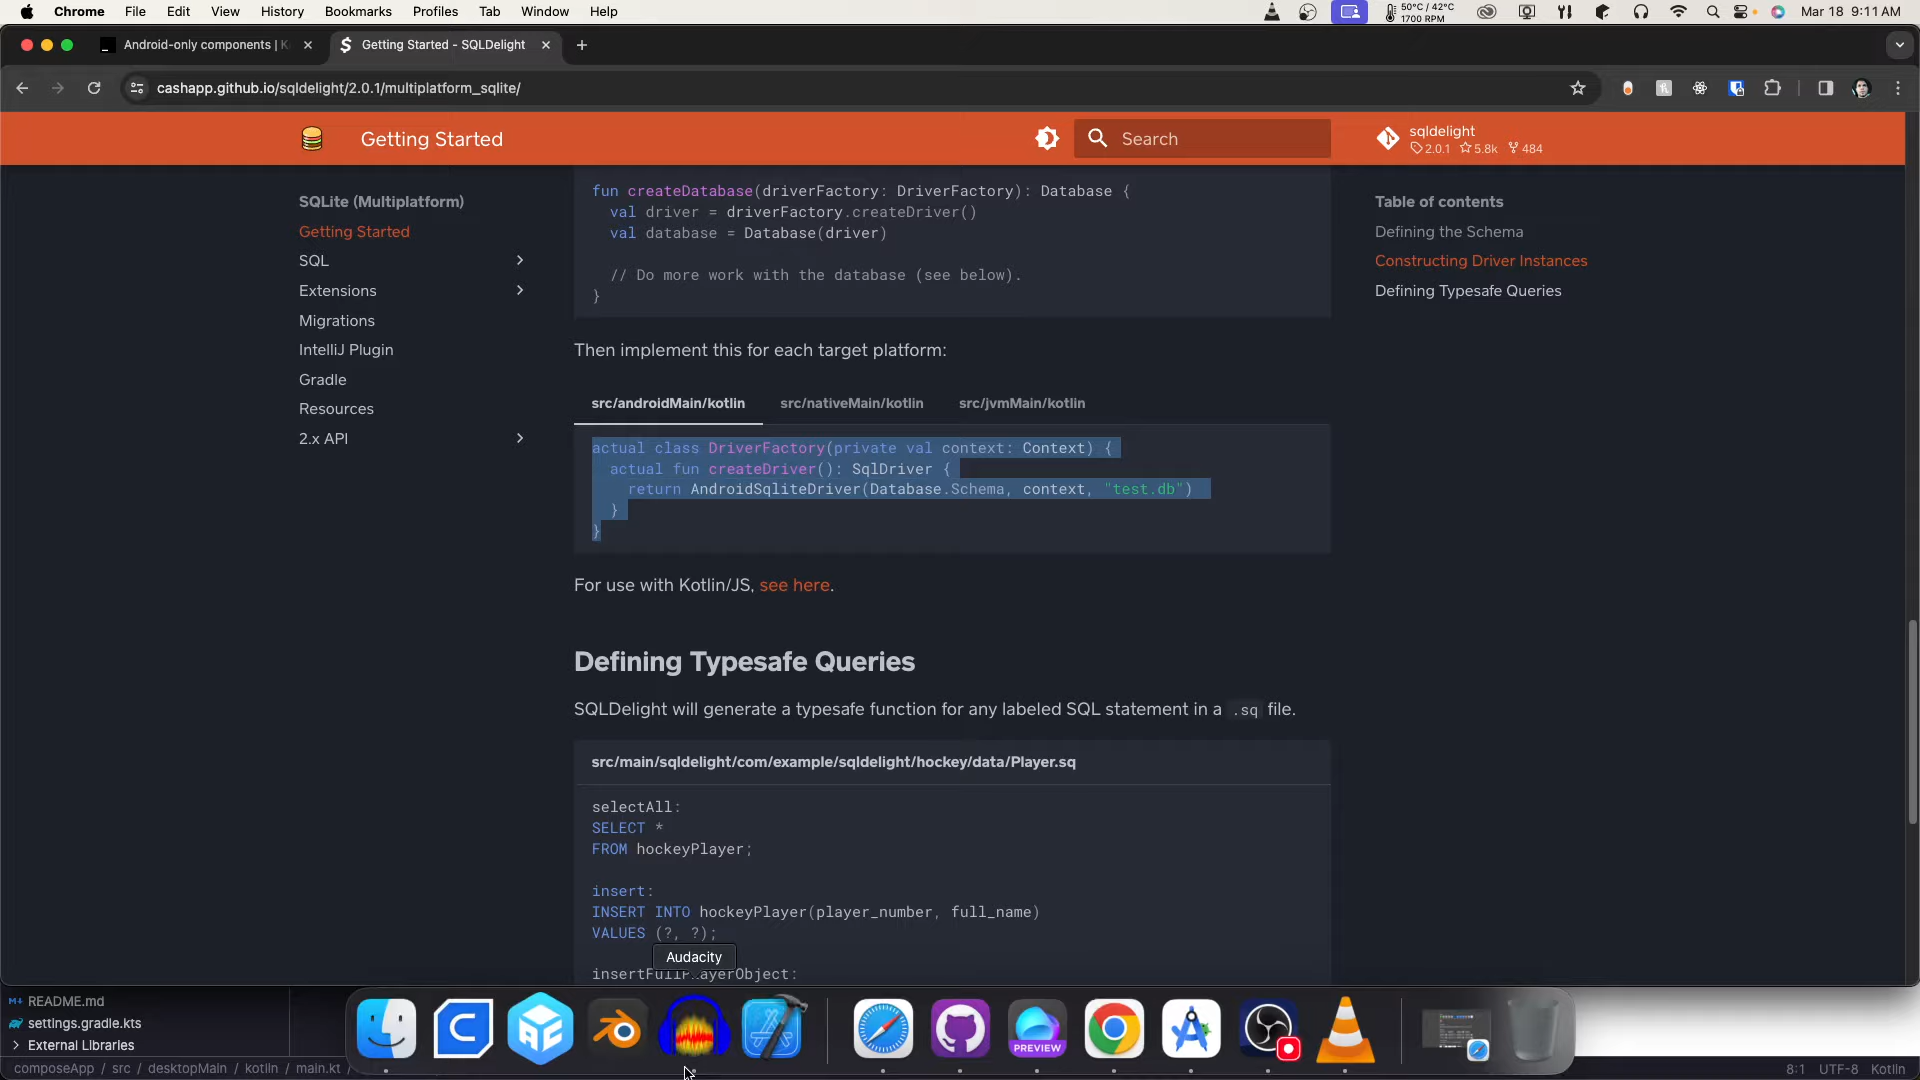 Chrome File Edit View History Bookmarks Profiles Tab Window Help
50°C / 42°C
1700 RPM
Mar 18 9:11 AM
Android-only components | K
Getting Started - SQLDelight
cashapp.github.io/sqldelight/2.0.1/multiplatform_sqlite/
Getting Started
Search
sqldelight
2.0.1 5.8k 484
SQLite (Multiplatform)
Getting Started
SQL
Extensions
Migrations
IntelliJ Plugin
Gradle
Resources
2.x API
fun createDatabase(driverFactory: DriverFactory): Database {
val driver = driverFactory.createDriver()
val database = Database(driver)
// Do more work with the database (see below).
}
Then implement this for each target platform:
src/androidMain/kotlin src/nativeMain/kotlin src/jvmMain/kotlin
actual class DriverFactory(private val context: Context) {
actual fun createDriver(): SqlDriver {
return AndroidSqliteDriver(Database.Schema, context, "test.db")
}
}
For use with Kotlin/JS, see here.
Defining Typesafe Queries
SQLDelight will generate a typesafe function for any labeled SQL statement in a .sq file.
src/main/sqldelight/com/example/sqldelight/hockey/data/Player.sq
selectAll:
SELECT *
FROM hockeyPlayer;
insert:
INSERT INTO hockeyPlayer(player_number, full_name)
VALUES (?, ?);
insertFullPlayerObject:
Table of contents
Defining the Schema
Constructing Driver Instances
Defining Typesafe Queries
Audacity
PREVIEW
README.md
settings.gradle.kts
External Libraries
composeApp / src / desktopMain / kotlin / main.kt /
8:1 UTF-8 Kotlin